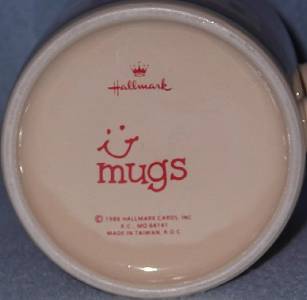 Hallmark
mugs
© 1986 HALLMARK CARDS, INC
K.C., MO 64141
MADE IN TAIWAN, R.O.C.